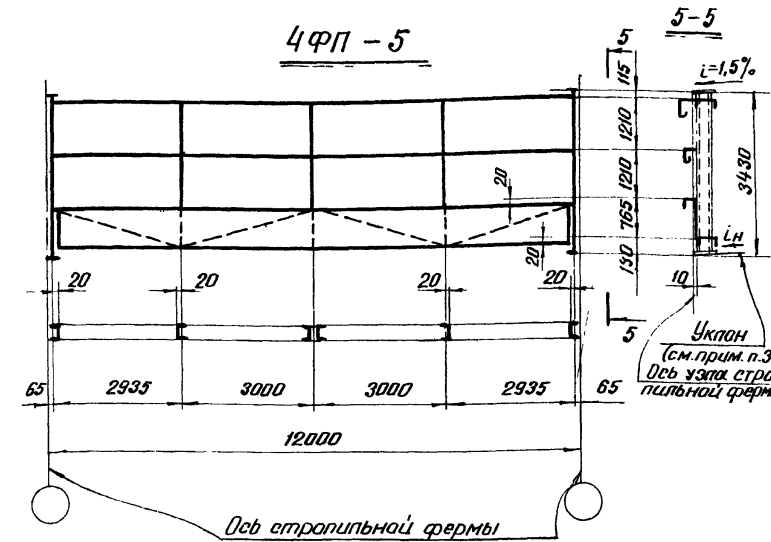 4ФП - 5
5-5
5
i=1,5%
115
1210
1210
765
150
3430
20
20
iн
20
20
20
20
10
5
Уклон
(см.прим. п.3
Ось узла стро
пильной ферм
65
2935
3000
3000
2935
65
12000
Ось стропильной фермы